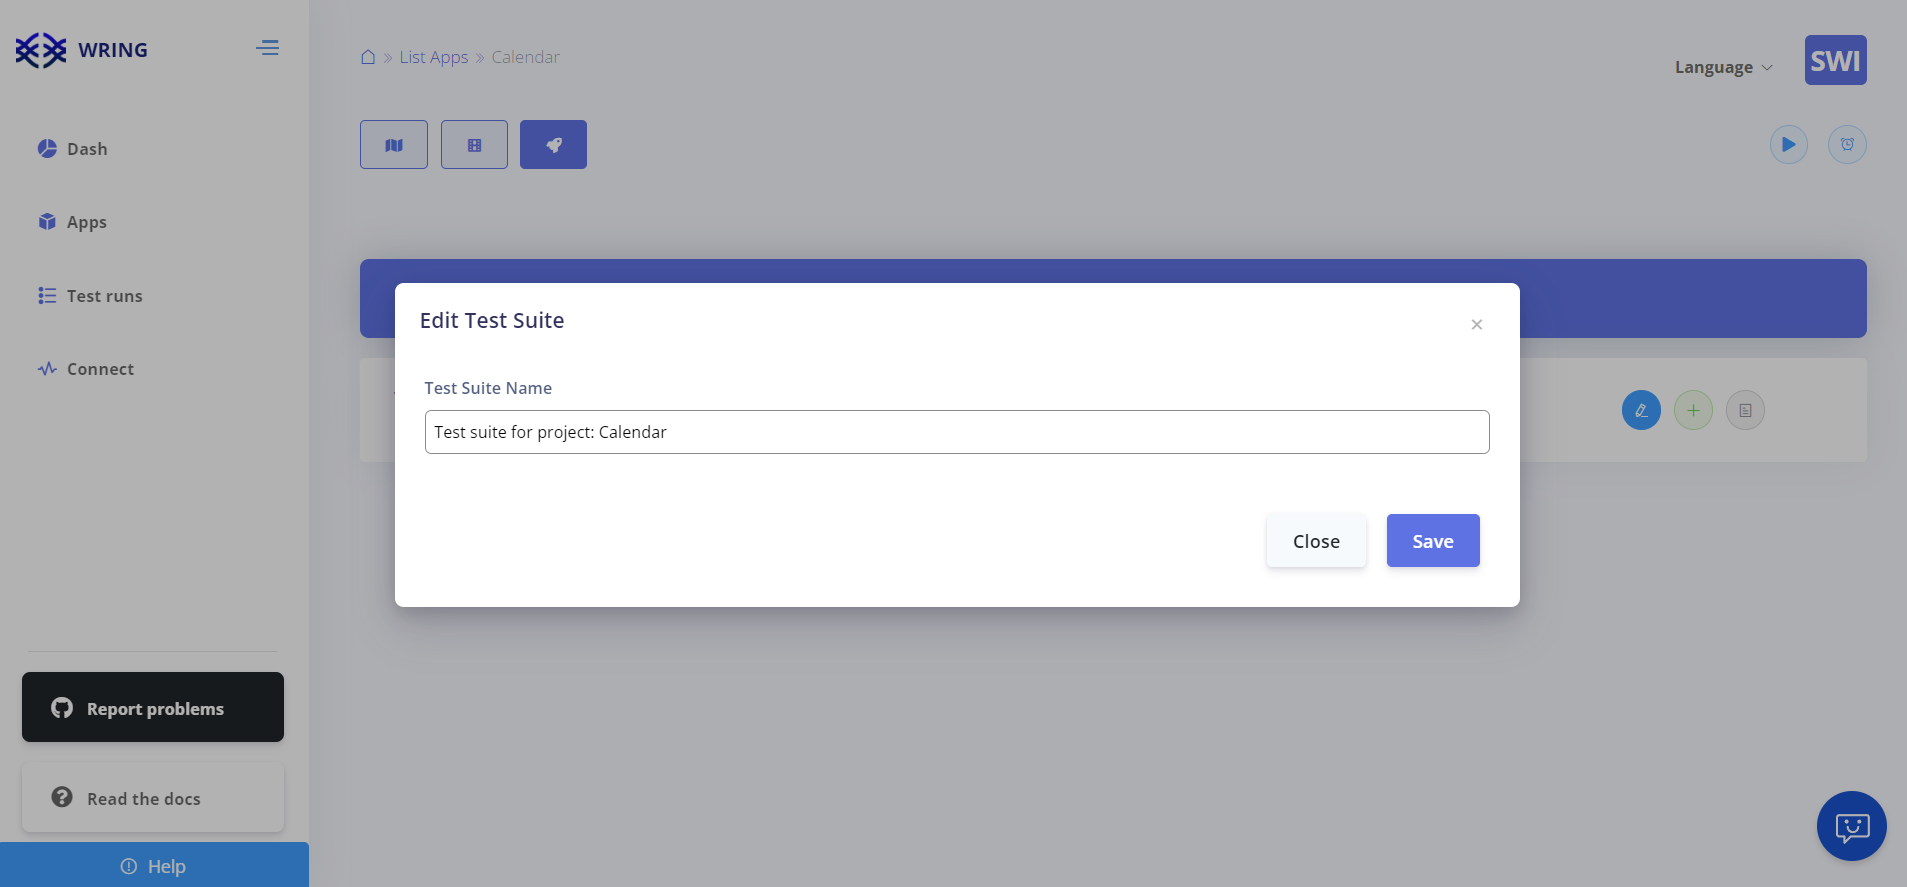 WRING
List Apps
Calendar
Language
SWI
Dash
Apps
Test runs
Connect
Edit Test Suite
Test Suite Name
Test suite for project: Calendar
Close
Save
Report problems
Read the docs
Help